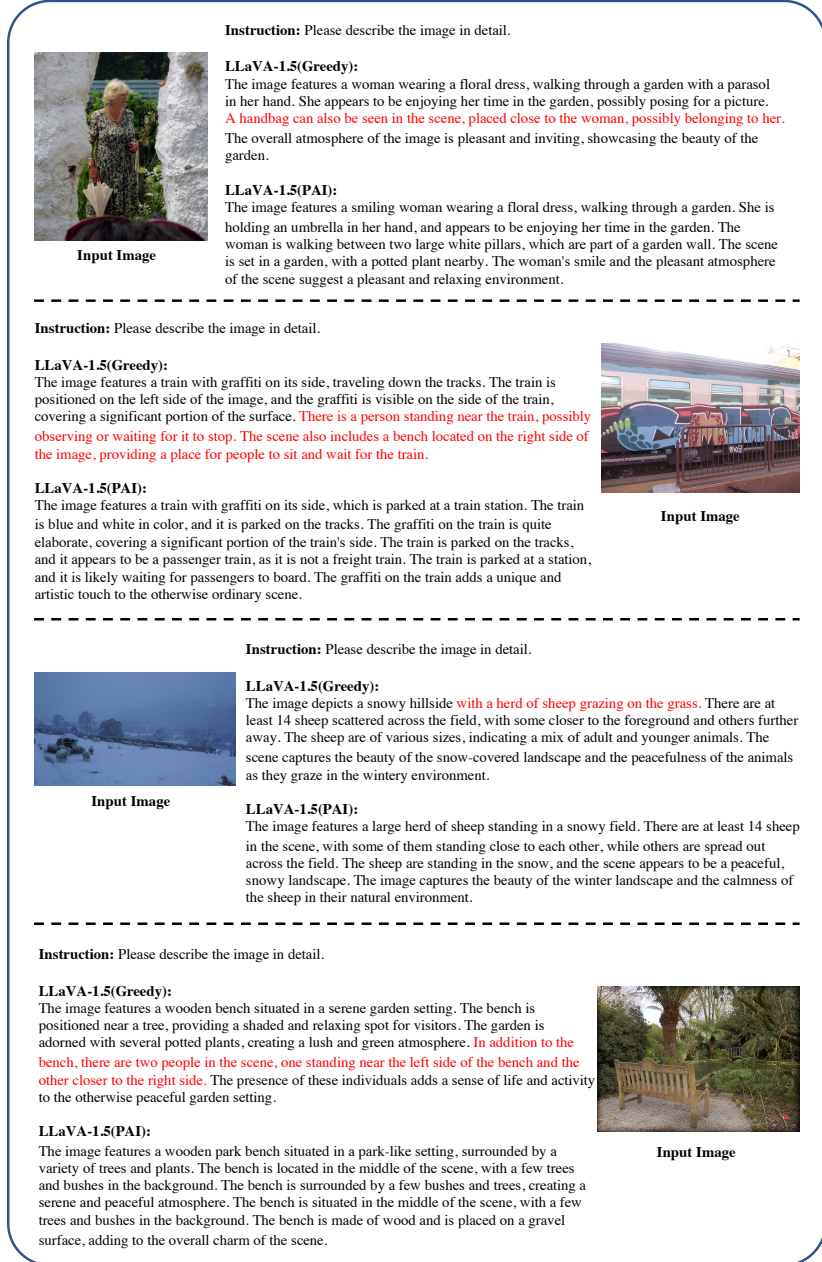 Instruction: Please describe the image in detail.
LLaVA-1.5(Greedy):
The image features a woman wearing a floral dress, walking through a garden with a parasol
in her hand. She appears to be enjoying her time in the garden, possibly posing for a picture.
A handbag can also be seen in the scene, placed close to the woman, possibly belonging to her.
The overall atmosphere of the image is pleasant and inviting, showcasing the beauty of the
garden.
LLaVA-1.5(PAI):
The image features a smiling woman wearing a floral dress, walking through a garden. She is
holding an umbrella in her hand, and appears to be enjoying her time in the garden. The
woman is walking between two large white pillars, which are part of a garden wall. The scene
is set in a garden, with a potted plant nearby. The woman's smile and the pleasant atmosphere
of the scene suggest a pleasant and relaxing environment.
Input Image
Instruction: Please describe the image in detail.
LLaVA-1.5(Greedy):
The image features a train with graffiti on its side, traveling down the tracks. The train is
positioned on the left side of the image, and the graffiti is visible on the side of the train,
covering a significant portion of the surface. There is a person standing near the train, possibly
observing or waiting for it to stop. The scene also includes a bench located on the right side of
the image, providing a place for people to sit and wait for the train.
LLaVA-1.5(PAI):
The image features a train with graffiti on its side, which is parked at a train station. The train
is blue and white in color, and it is parked on the tracks. The graffiti on the train is quite
elaborate, covering a significant portion of the train's side. The train is parked on the tracks,
and it appears to be a passenger train, as it is not a freight train. The train is parked at a station,
and it is likely waiting for passengers to board. The graffiti on the train adds a unique and
artistic touch to the otherwise ordinary scene.
Input Image
Instruction: Please describe the image in detail.
LLaVA-1.5(Greedy):
The image depicts a snowy hillside with a herd of sheep grazing on the grass. There are at
least 14 sheep scattered across the field, with some closer to the foreground and others further
away. The sheep are of various sizes, indicating a mix of adult and younger animals. The
scene captures the beauty of the snow-covered landscape and the peacefulness of the animals
as they graze in the wintery environment.
LLaVA-1.5(PAI):
The image features a large herd of sheep standing in a snowy field. There are at least 14 sheep
in the scene, with some of them standing close to each other, while others are spread out
across the field. The sheep are standing in the snow, and the scene appears to be a peaceful,
snowy landscape. The image captures the beauty of the winter landscape and the calmness of
the sheep in their natural environment.
Input Image
Instruction: Please describe the image in detail.
LLaVA-1.5(Greedy):
The image features a wooden bench situated in a serene garden setting. The bench is
positioned near a tree, providing a shaded and relaxing spot for visitors. The garden is
adorned with several potted plants, creating a lush and green atmosphere. In addition to the
bench, there are two people in the scene, one standing near the left side of the bench and the
other closer to the right side. The presence of these individuals adds a sense of life and activity
to the otherwise peaceful garden setting.
LLaVA-1.5(PAI):
The image features a wooden park bench situated in a park-like setting, surrounded by a
variety of trees and plants. The bench is located in the middle of the scene, with a few trees
and bushes in the background. The bench is surrounded by a few bushes and trees, creating a
serene and peaceful atmosphere. The bench is situated in the middle of the scene, with a few
trees and bushes in the background. The bench is made of wood and is placed on a gravel
surface, adding to the overall charm of the scene.
Input Image